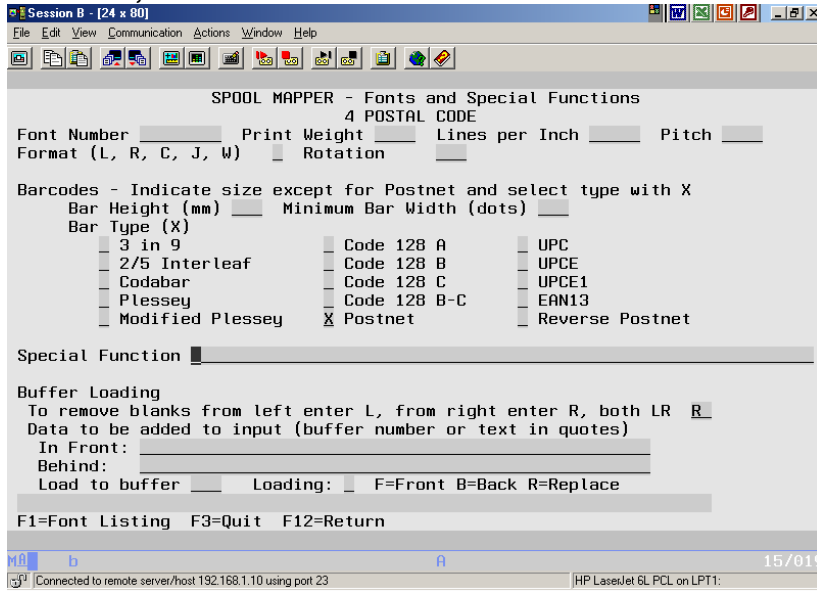 Session B - [24 x 80]
File Edit View Communication Actions Window Help
SPOOL MAPPER - Fonts and Special Functions
4 POSTAL CODE
Font Number Print Weight Lines per Inch Pitch
Format (L, R, C, J, W) Rotation
Barcodes - Indicate size except for Postnet and select type with X
Bar Height (mm) Minimum Bar Width (dots)
Bar Type (X)
_ 3 in 9 _ Code 128 A _ UPC
_ 2/5 Interleaf _ Code 128 B _ UPCE
_ Codabar _ Code 128 C _ UPCE1
_ Plessey _ Code 128 B-C _ EAN13
_ Modified Plessey X Postnet _ Reverse Postnet
Special Function
Buffer Loading
To remove blanks from left enter L, from right enter R, both LR R
Data to be added to input (buffer number or text in quotes)
In Front:
Behind:
Load to buffer Loading: _ F=Front B=Back R=Replace
F1=Font Listing F3=Quit F12=Return
MA b A 15/019
Connected to remote server/host 192.168.1.10 using port 23 HP LaserJet 6L PCL on LPT1: